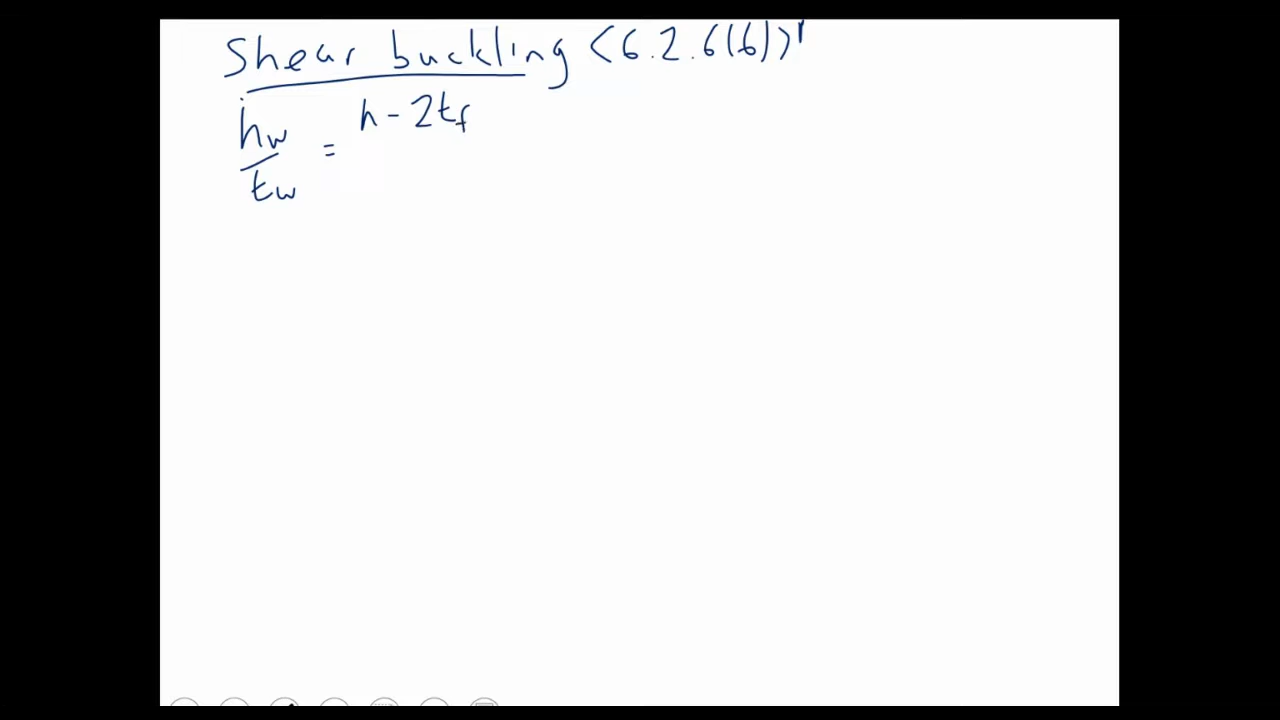 Shear buckling <6.2.6(6)>
hw/tw = h - 2tf